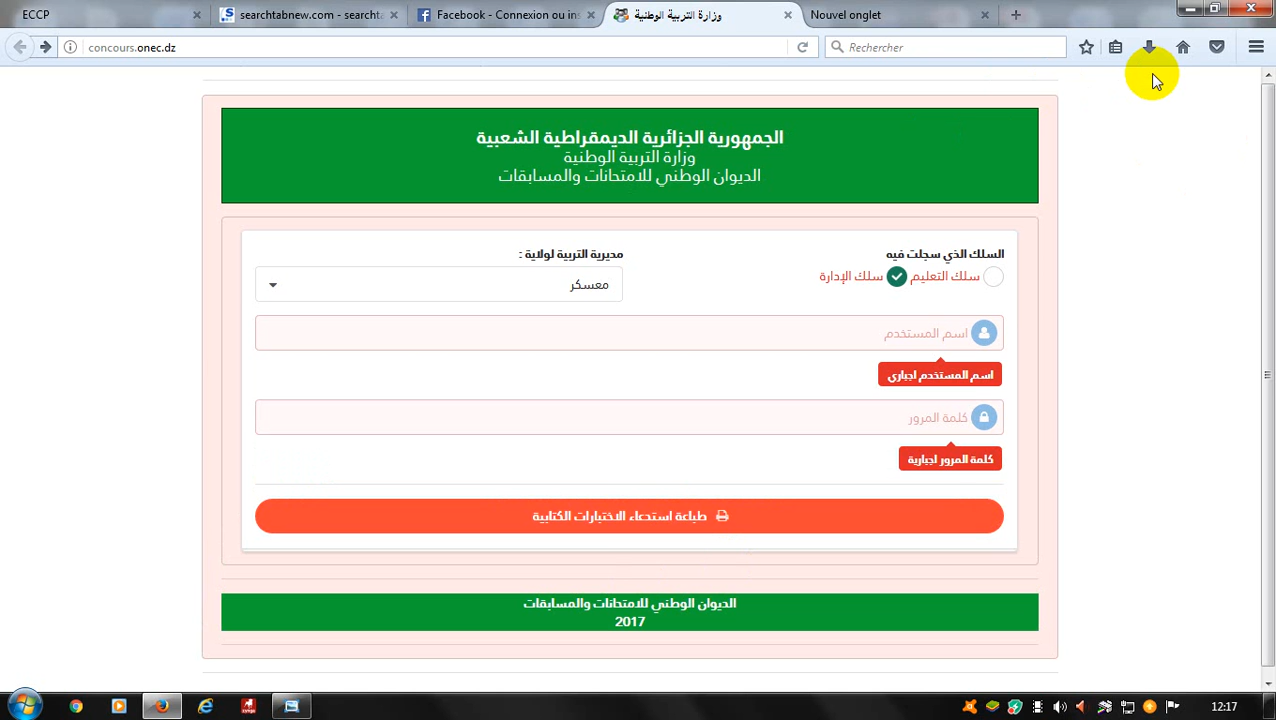 ECCP
searchtabnew.com - searchta
Facebook – Connexion ou ins
وزارة التربية الوطنية
Nouvel onglet
concours.onec.dz
Rechercher
الجمهورية الجزائرية الديمقراطية الشعبية
وزارة التربية الوطنية
الديوان الوطني للامتحانات والمسابقات
السلك الذي سجلت فيه
مديرية التربية لولاية :
سلك التعليم
سلك الإدارة
معسكر
اسم المستخدم
اسم المستخدم اجباري
كلمة المرور
كلمة المرور اجبارية
طباعة استدعاء الاختبارات الكتابية
الديوان الوطني للامتحانات والمسابقات
2017
12:17